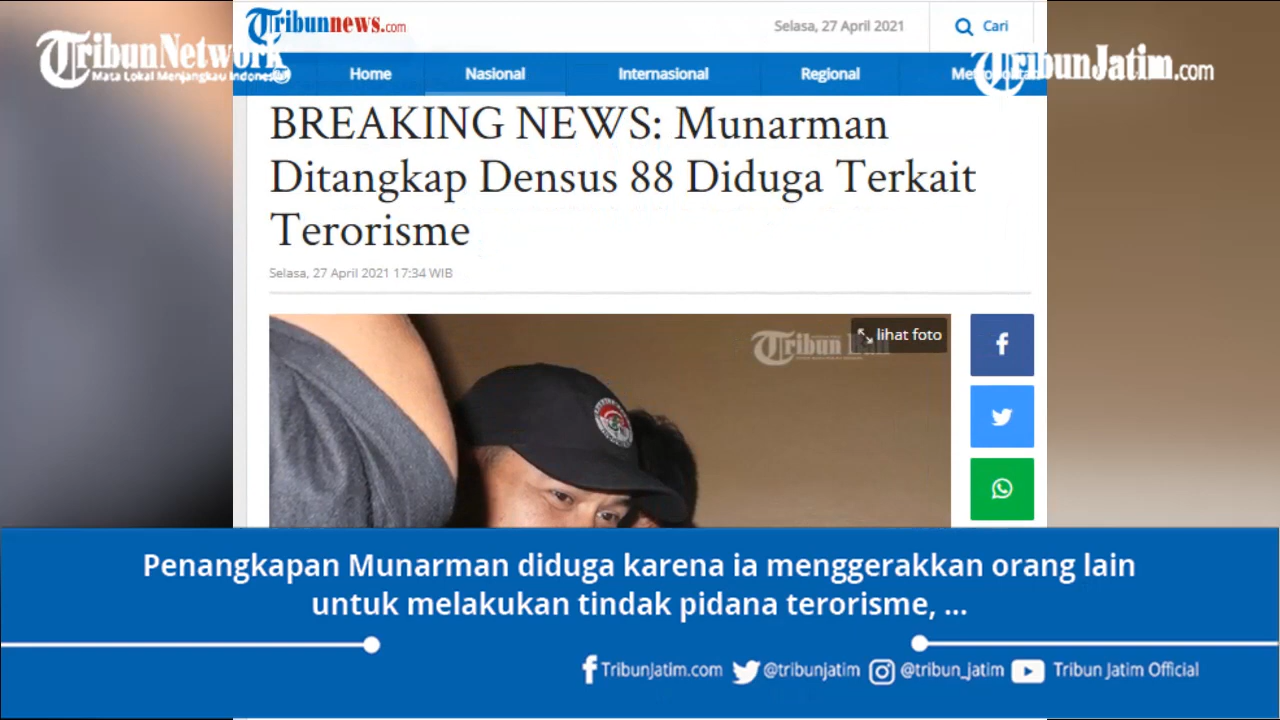 Tribunnews.com
Selasa, 27 April 2021
Cari
TribunNetwork
Mata Lokal Menjangkau Indonesia
TribunJatim.com
Home
Nasional
Internasional
Regional
BREAKING NEWS: Munarman
Ditangkap Densus 88 Diduga Terkait
Terorisme
Selasa, 27 April 2021 17:34 WIB
Tribun
lihat foto
Penangkapan Munarman diduga karena ia menggerakkan orang lain
untuk melakukan tindak pidana terorisme, ...
TribunJatim.com @tribunjatim @tribun_jatim Tribun Jatim Official